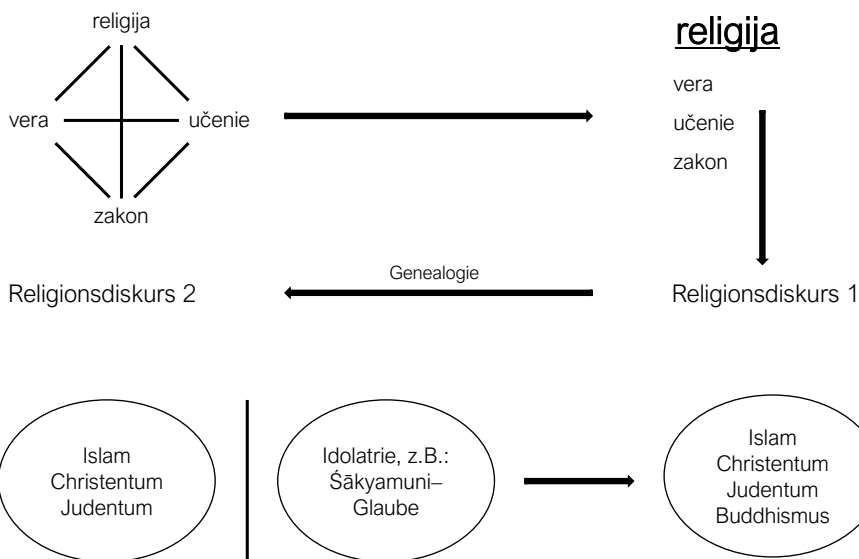 religija
vera učenie
zakon
religija
vera
učenie
zakon
Genealogie
Religionsdiskurs 2
Religionsdiskurs 1
Islam
Christentum
Judentum
Idolatrie, z.B.:
Śākyamuni–
Glaube
Islam
Christentum
Judentum
Buddhismus